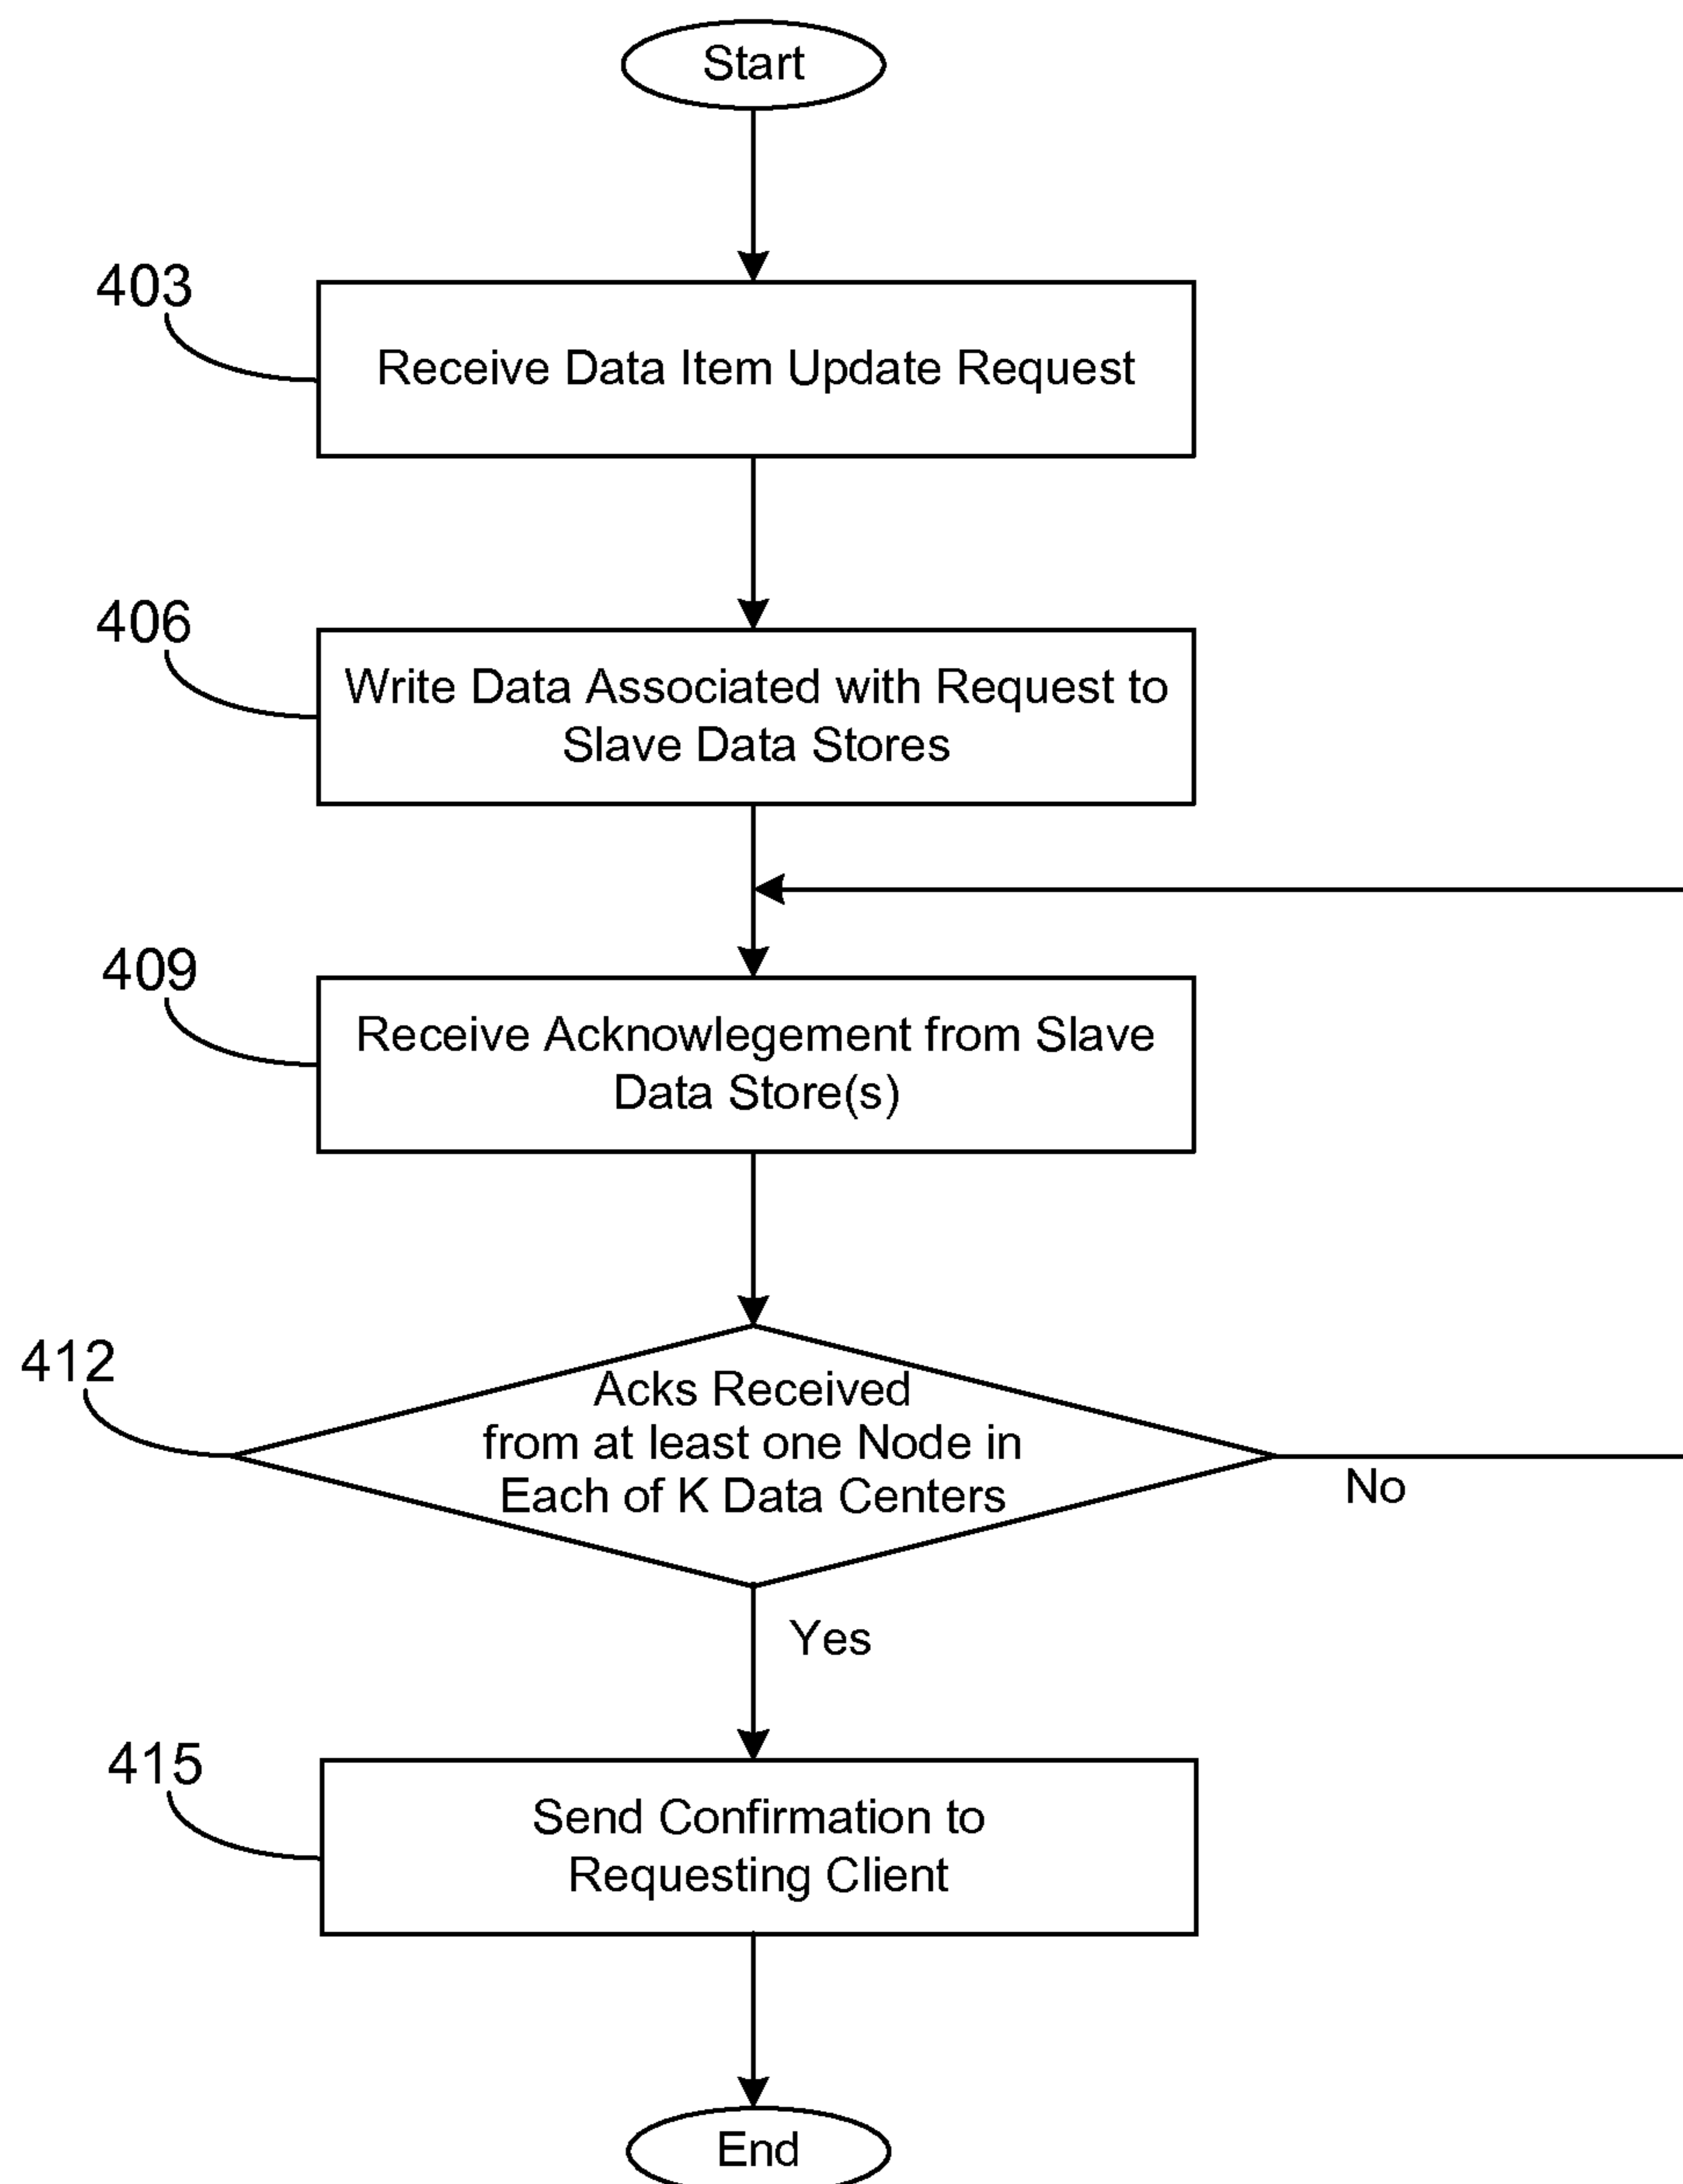 Start
403
Receive Data Item Update Request
406
Write Data Associated with Request to
Slave Data Stores
409
Receive Acknowlegement from Slave
Data Store(s)
412
Acks Received
from at least one Node in
Each of K Data Centers
No
Yes
415
Send Confirmation to
Requesting Client
End